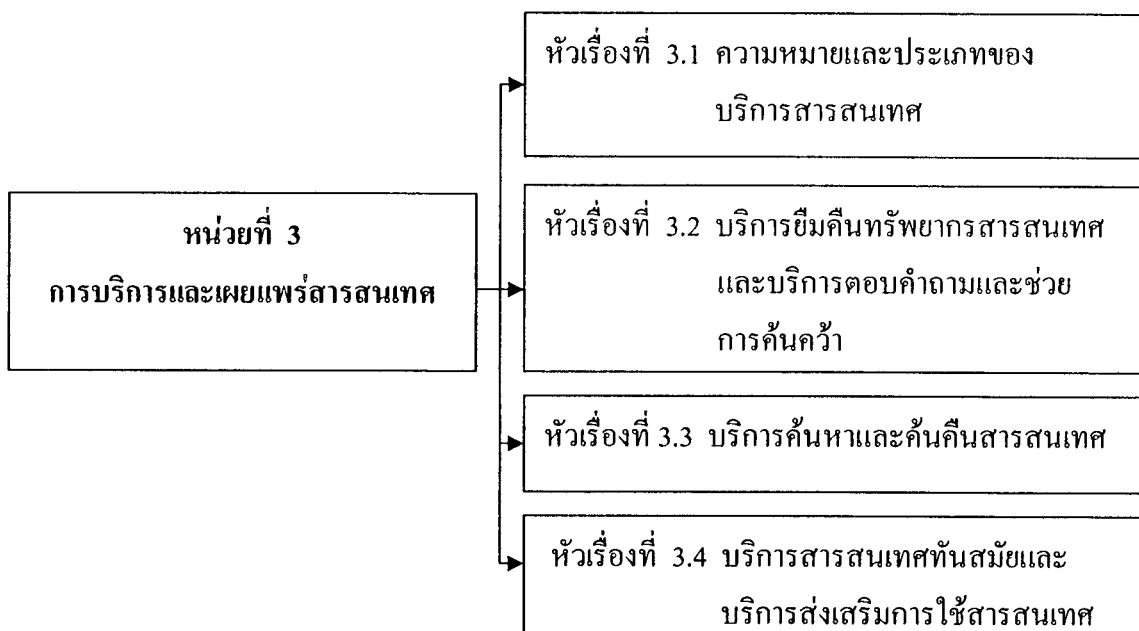 หัวเรื่องที่ 3.1 ความหมายและประเภทของ
บริการสารสนเทศ
หน่วยที่ 3
การบริการและเผยแพร่สารสนเทศ
หัวเรื่องที่ 3.2 บริการยืมคืนทรัพยากรสารสนเทศ
และบริการตอบคำถามและช่วย
การค้นคว้า
หัวเรื่องที่ 3.3 บริการค้นหาและค้นคืนสารสนเทศ
หัวเรื่องที่ 3.4 บริการสารสนเทศทันสมัยและ
บริการส่งเสริมการใช้สารสนเทศ